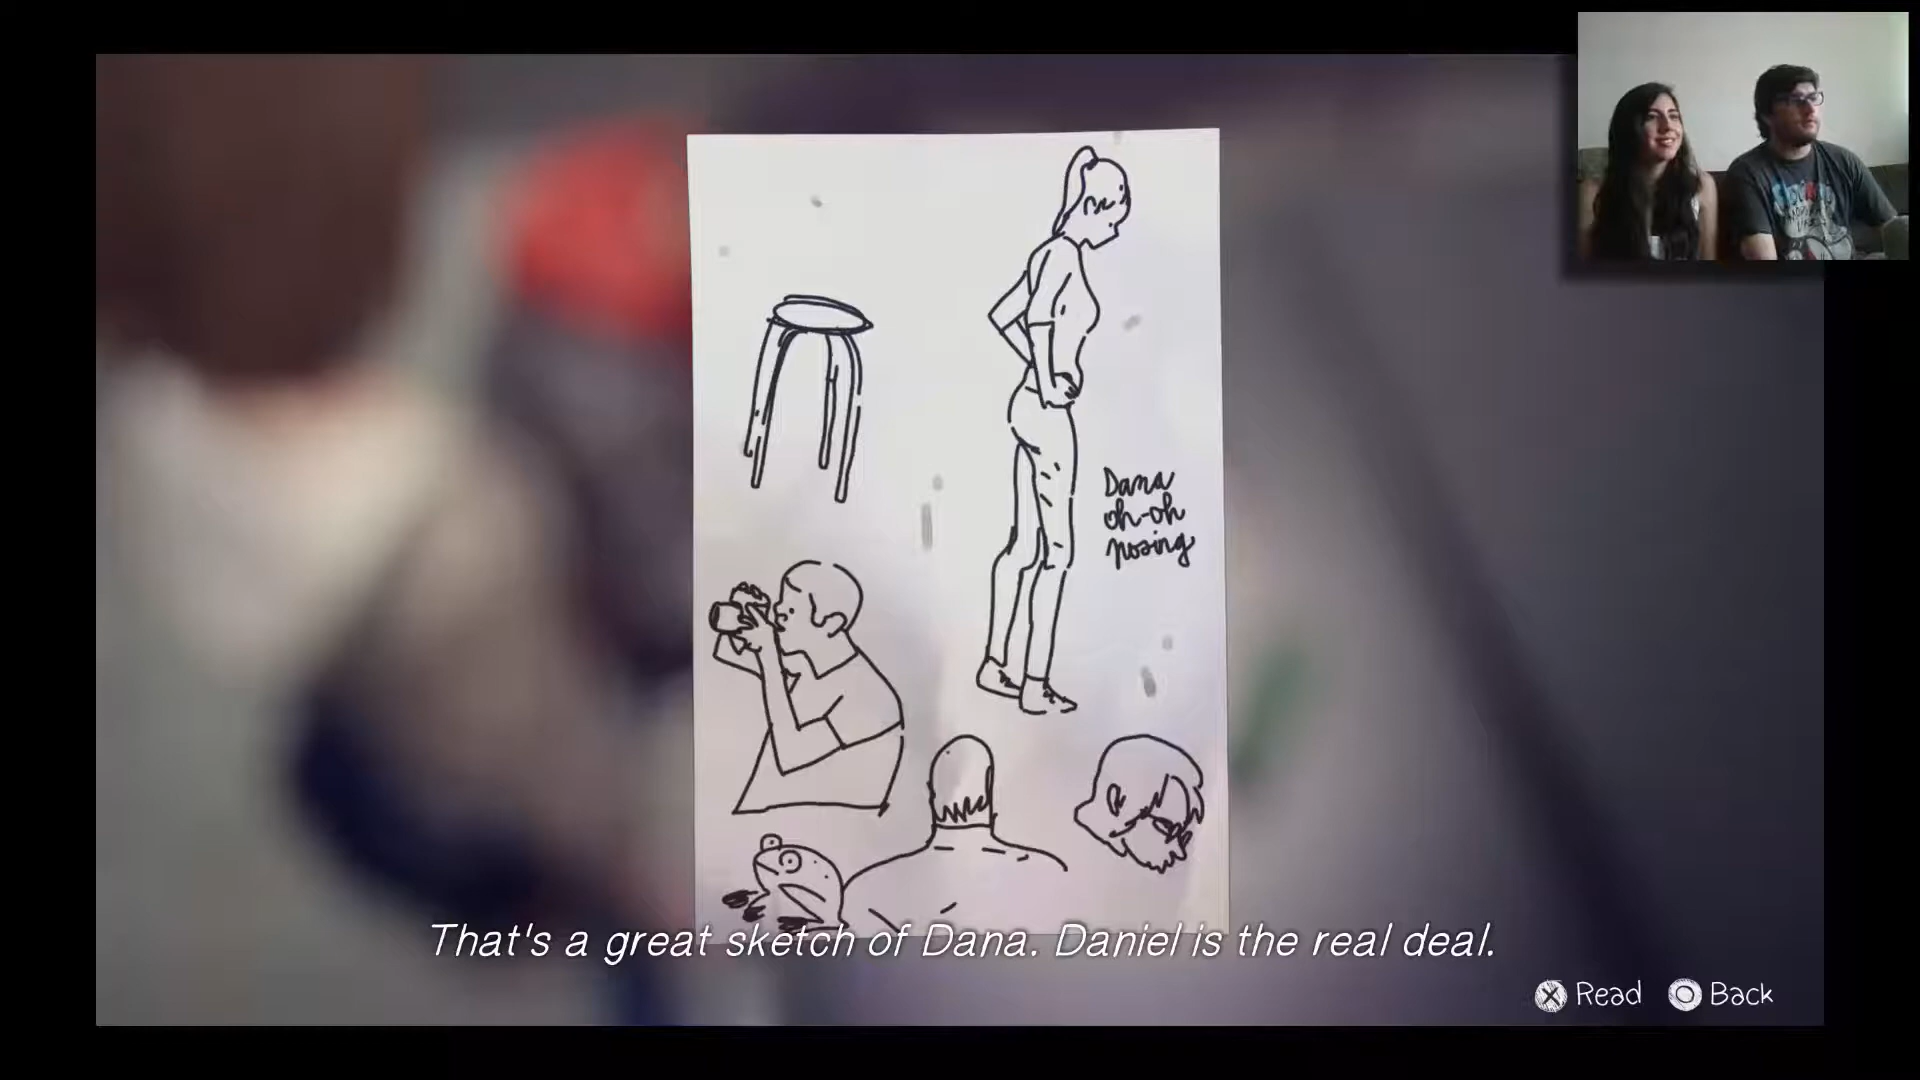 Dana
oh-oh
posing
That's a great sketch of Dana. Daniel is the real deal.
Read
Back